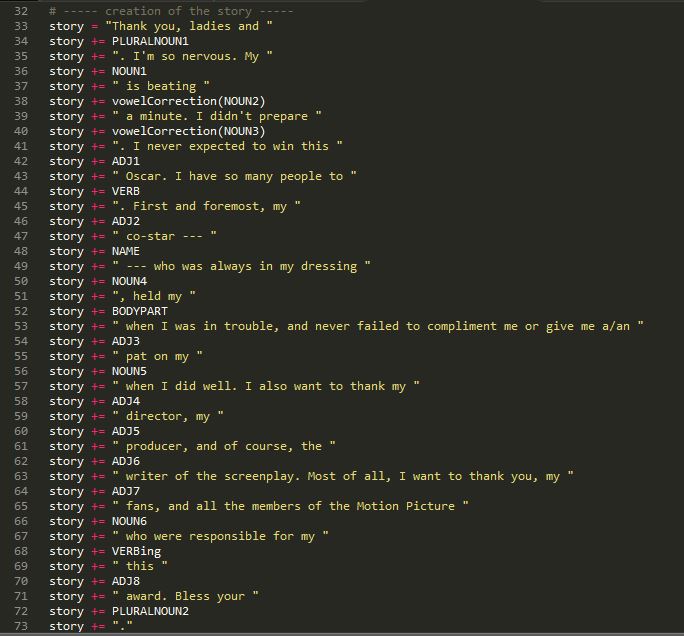 32 # ----- creation of the story -----
33 story = "Thank you, ladies and "
34 story += PLURALNOUN1
35 story += ". I'm so nervous. My "
36 story += NOUN1
37 story += " is beating "
38 story += vowelCorrection(NOUN2)
39 story += " a minute. I didn't prepare "
40 story += vowelCorrection(NOUN3)
41 story += ". I never expected to win this "
42 story += ADJ1
43 story += " Oscar. I have so many people to "
44 story += VERB
45 story += ". First and foremost, my "
46 story += ADJ2
47 story += " co-star --- "
48 story += NAME
49 story += " --- who was always in my dressing "
50 story += NOUN4
51 story += ", held my "
52 story += BODYPART
53 story += " when I was in trouble, and never failed to compliment me or give me a/an "
54 story += ADJ3
55 story += " pat on my "
56 story += NOUN5
57 story += " when I did well. I also want to thank my "
58 story += ADJ4
59 story += " director, my "
60 story += ADJ5
61 story += " producer, and of course, the "
62 story += ADJ6
63 story += " writer of the screenplay. Most of all, I want to thank you, my "
64 story += ADJ7
65 story += " fans, and all the members of the Motion Picture "
66 story += NOUN6
67 story += " who were responsible for my "
68 story += VERBing
69 story += " this "
70 story += ADJ8
71 story += " award. Bless your "
72 story += PLURALNOUN2
73 story += "."